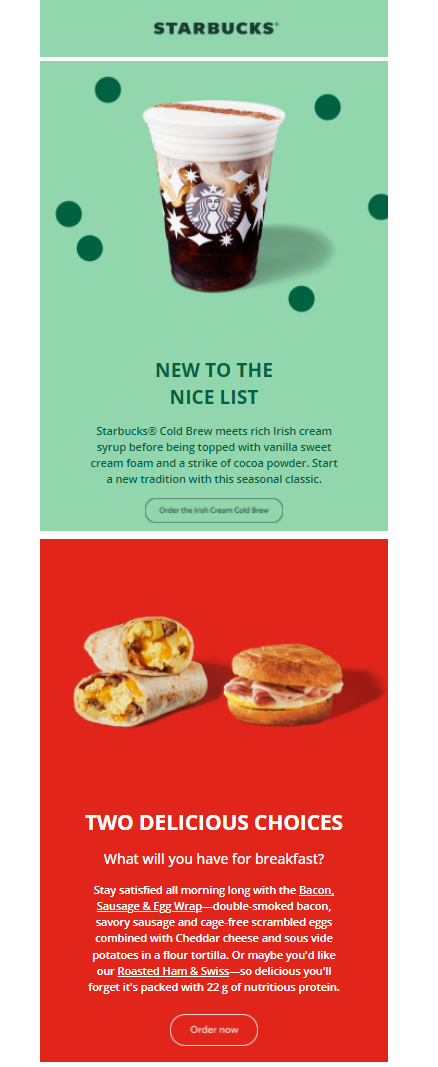 STARBUCKS®
NEW TO THE
NICE LIST
Starbucks® Cold Brew meets rich Irish cream
syrup before being topped with vanilla sweet
cream foam and a strike of cocoa powder. Start
a new tradition with this seasonal classic.
Order the Irish Cream Cold Brew
TWO DELICIOUS CHOICES
What will you have for breakfast?
Stay satisfied all morning long with the Bacon,
Sausage & Egg Wrap—double-smoked bacon,
savory sausage and cage-free scrambled eggs
combined with Cheddar cheese and sous vide
potatoes in a flour tortilla. Or maybe you'd like
our Roasted Ham & Swiss—so delicious you'll
forget it's packed with 22 g of nutritious protein.
Order now